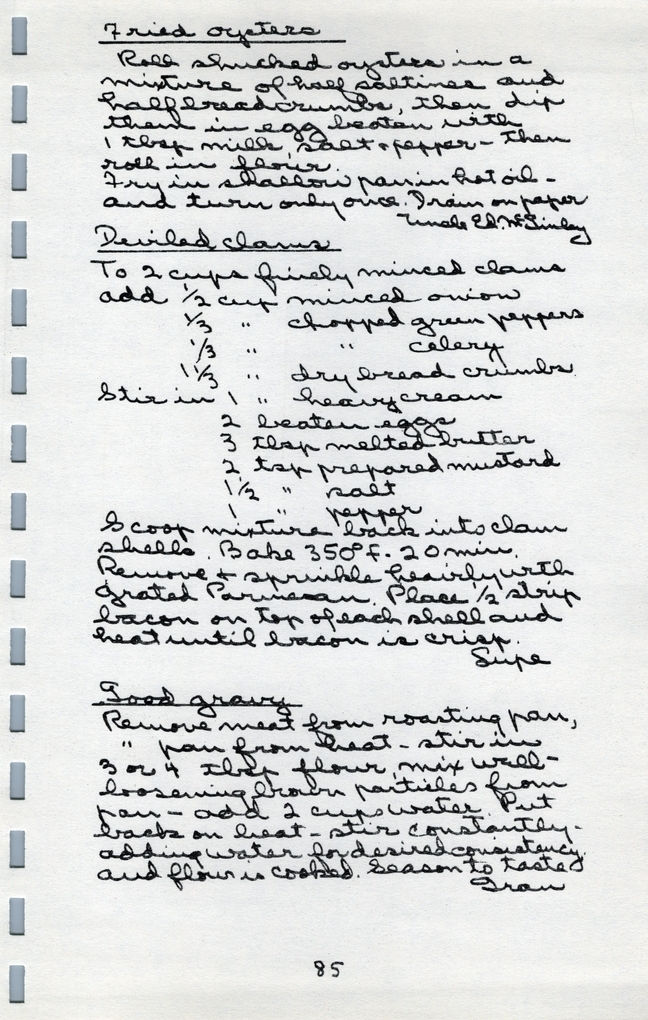 Fried oysters
Roll shucked oysters in a
mixture of half saltines and
half breadcrumbs, then dip
them in egg beaten with
1 tbsp milk, salt + pepper - then
roll in flour.
Fry in shallow pan in hot oil -
and turn only once. Drain on paper
Uncle Ed. McGinley
Deviled clams
To 2 cups finely minced clams
add 1/2 cup minced onion
1/3 " chopped green peppers
1/3 " " celery
1 1/3 " dry bread crumbs.
Stir in 1 " heavy cream
2 beaten eggs
3 tbsp melted butter
2 tsp prepared mustard
1 1/2 " salt
1 " pepper
Scoop mixture back into clam
shells. Bake 350° f. 20 min.
Remove + sprinkle heavily with
grated Parmesan. Place 1/2 strip
bacon on top of each shell and
heat until bacon is crisp.
Supe
Good gravy
Remove meat from roasting pan,
" pan from heat - stir in
3 or 4 tbsp flour, mix well -
loosening brown particles from
pan - add 2 cups water. Put
back on heat - stir constantly -
adding water for desired consistency
and flour is cooked. Season to taste
Gran
85